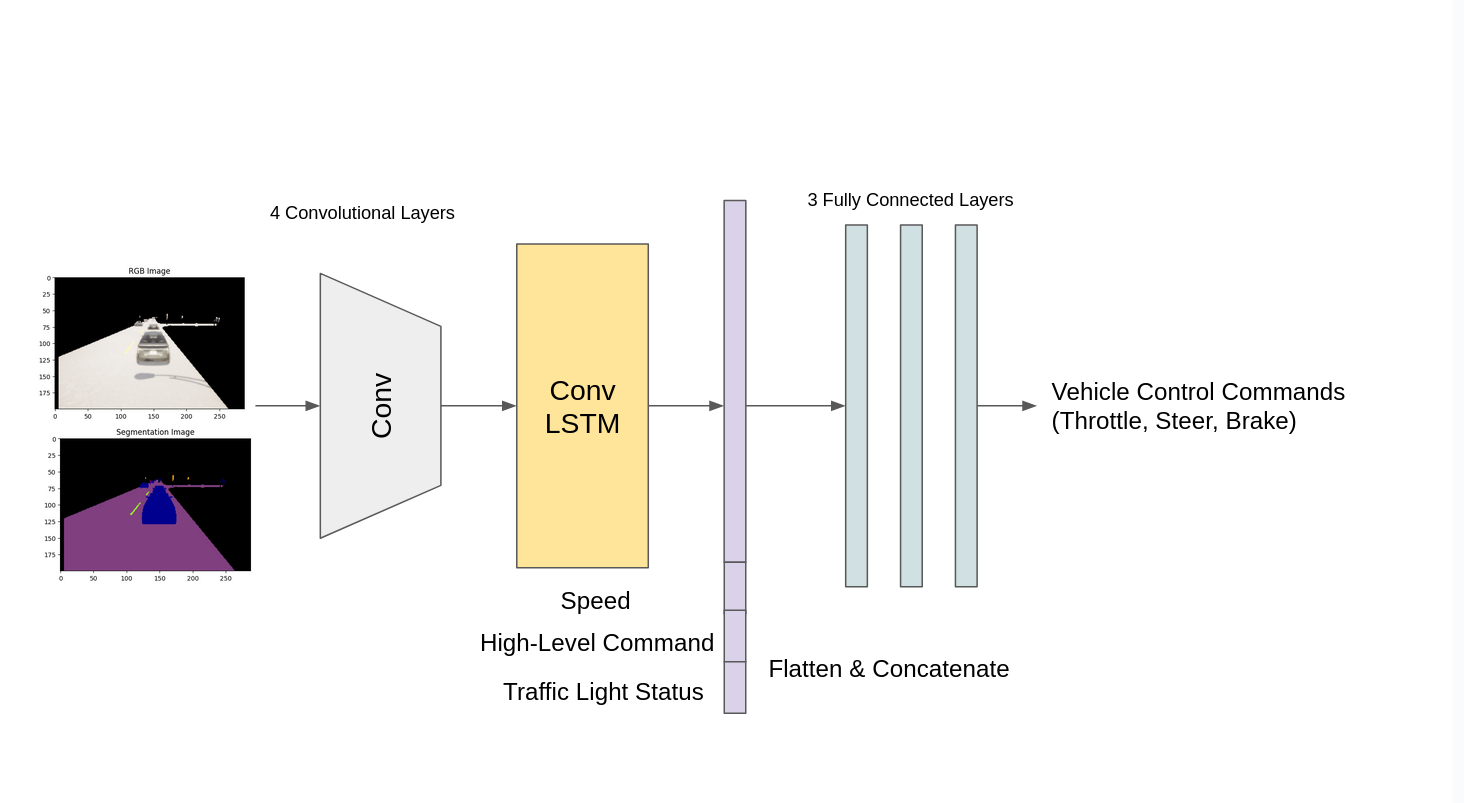 4 Convolutional Layers
3 Fully Connected Layers
RGB Image
0
25
50
75
100
125
150
175
0 50 100 150 200 250
Segmentation Image
0
25
50
75
100
125
150
175
0 50 100 150 200 250
Conv
Conv
LSTM
Vehicle Control Commands
(Throttle, Steer, Brake)
Speed
High-Level Command
Traffic Light Status
Flatten & Concatenate